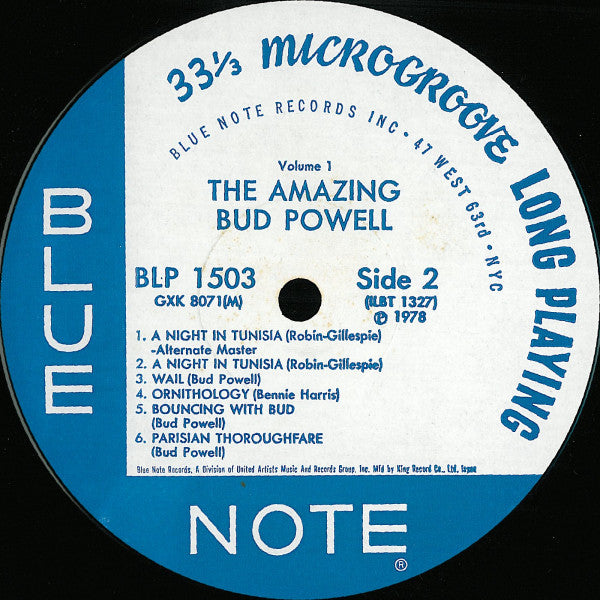 33⅓ MICROGROOVE LONG PLAYING
BLUE NOTE RECORDS INC • 47 WEST 63rd • NYC
Volume 1
THE AMAZING
BUD POWELL
BLP 1503
GXK 8071(M)
Side 2
(ILBT 1327)
℗ 1978
1. A NIGHT IN TUNISIA (Robin-Gillespie)
-Alternate Master
2. A NIGHT IN TUNISIA (Robin-Gillespie)
3. WAIL (Bud Powell)
4. ORNITHOLOGY (Bennie Harris)
5. BOUNCING WITH BUD
(Bud Powell)
6. PARISIAN THOROUGHFARE
(Bud Powell)
Blue Note Records, A Division of United Artists Music And Records Group, Inc. Mfd by King Record Co., Ltd.
BLUE
NOTE®